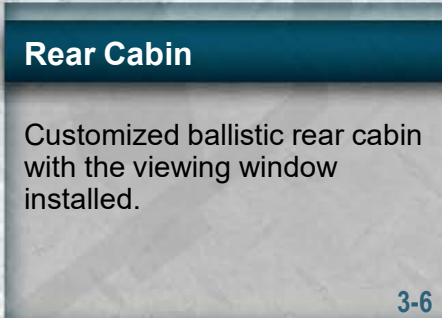 Rear Cabin
Customized ballistic rear cabin
with the viewing window
installed.
3-6